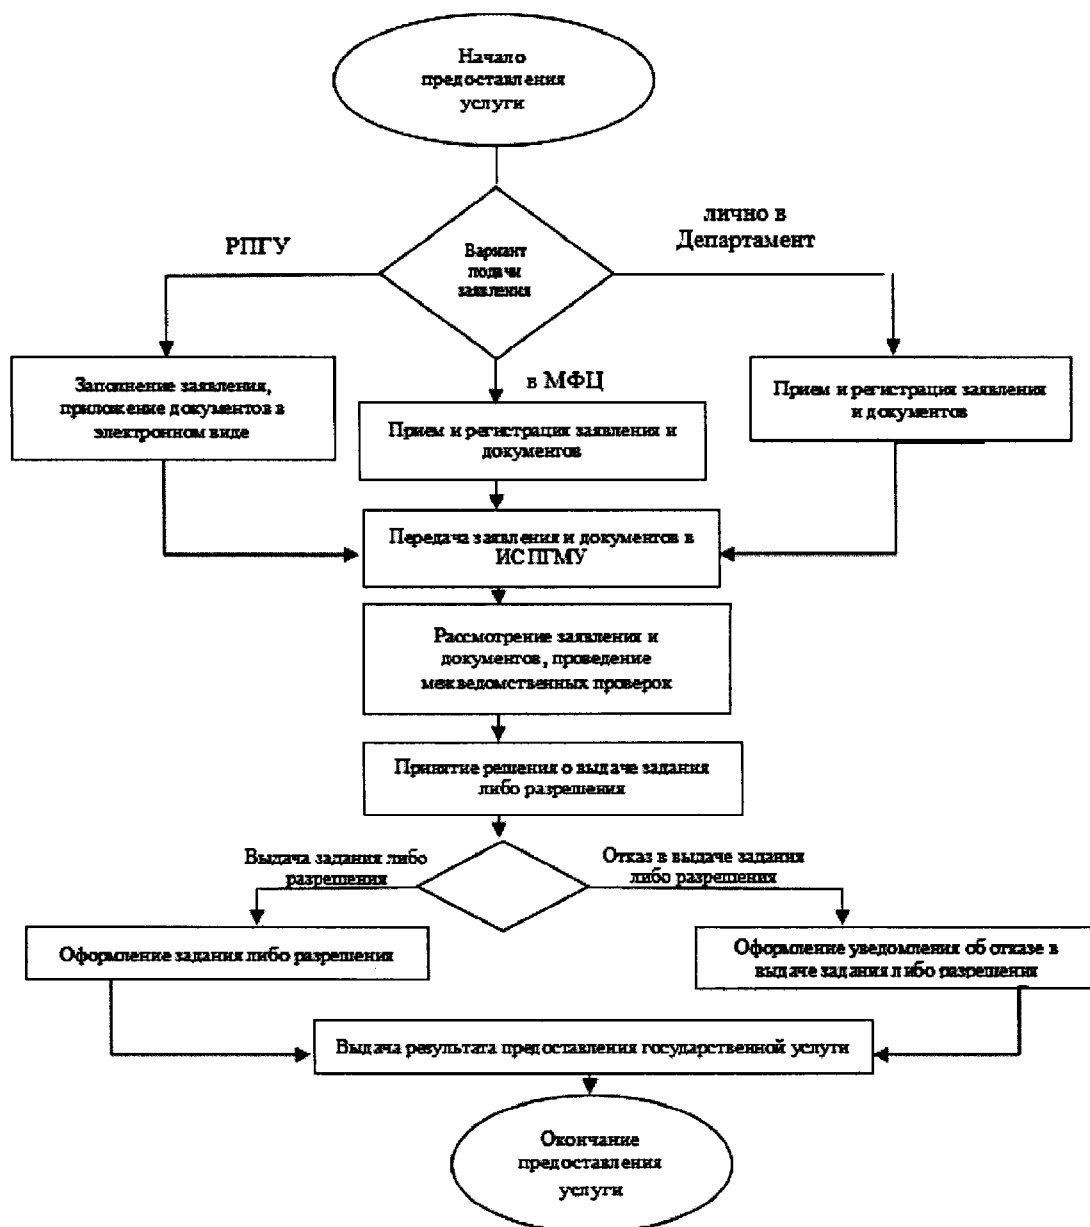 Начало
предоставления
услуги
РПГУ
Вариант
подачи
заявления
лично в
Департамент
Заполнение заявления,
приложение документов в
электронном виде
в МФЦ
Прием и регистрация заявления и
документов
Прием и регистрация заявления
и документов
Передача заявления и документов в
ИС ПГМУ
Рассмотрение заявления и
документов, проведение
межведомственных проверок
Принятие решения о выдаче задания
либо разрешения
Выдача задания либо
разрешения
Отказ в выдаче задания
либо разрешения
Оформление задания либо разрешения
Оформление уведомления об отказе в
выдаче задания либо разрешения
Выдача результата предоставления государственной услуги
Окончание
предоставления
услуги